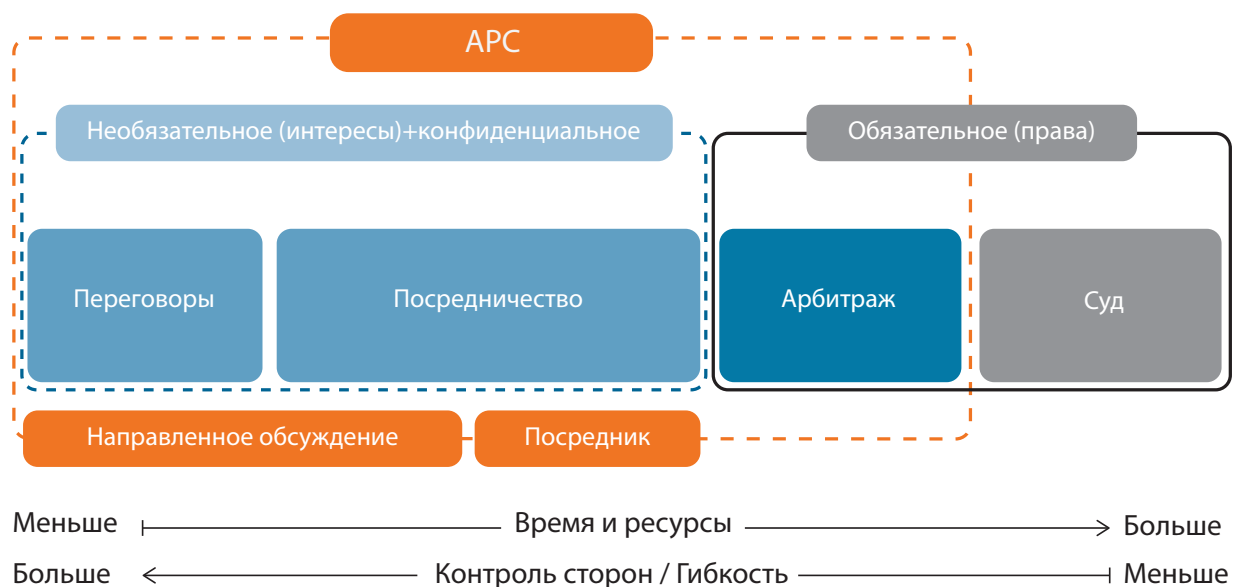 АРС
Необязательное (интересы)+конфиденциальное
Обязательное (права)
Переговоры
Посредничество
Арбитраж
Суд
Направленное обсуждение
Посредник
Меньше Время и ресурсы Больше
Больше Контроль сторон / Гибкость Меньше